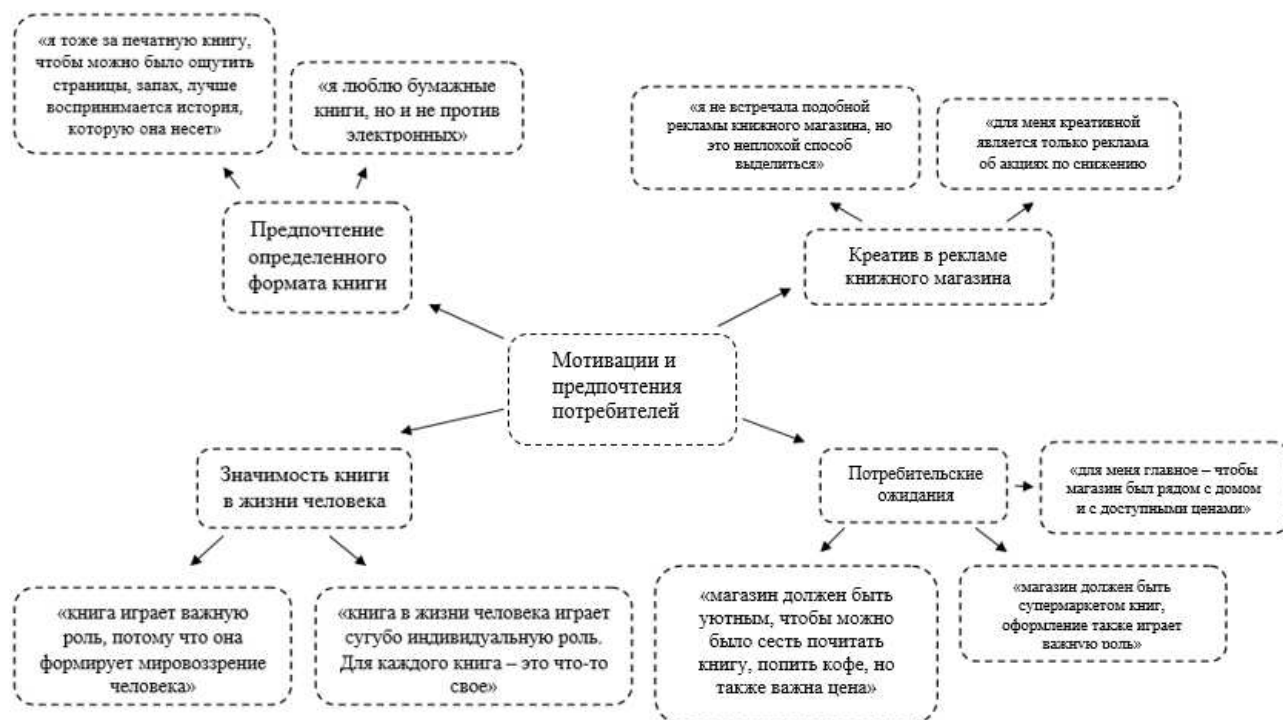 «я тоже за печатную книгу,
чтобы можно было ощутить
страницы, запах, лучше
воспринимается история,
которую она несет»
«я люблю бумажные
книги, но и не против
электронных»
«я не встречала подобной
рекламы книжного магазина, но
это неплохой способ
выделиться»
«для меня креативной
является только реклама
об акциях по снижению
Предпочтение
определенного
формата книги
Креатив в рекламе
книжного магазина
Мотивации и
предпочтения
потребителей
Значимость книги
в жизни человека
Потребительские
ожидания
«для меня главное – чтобы
магазин был рядом с домом
и с доступными ценами»
«книга играет важную
роль, потому что она
формирует мировоззрение
человека»
«книга в жизни человека играет
сугубо индивидуальную роль.
Для каждого книга – это что-то
свое»
«магазин должен быть
уютным, чтобы можно
было сесть почитать
книгу, попить кофе, но
также важна цена»
«магазин должен быть
супермаркетом книг,
оформление также играет
важную роль»